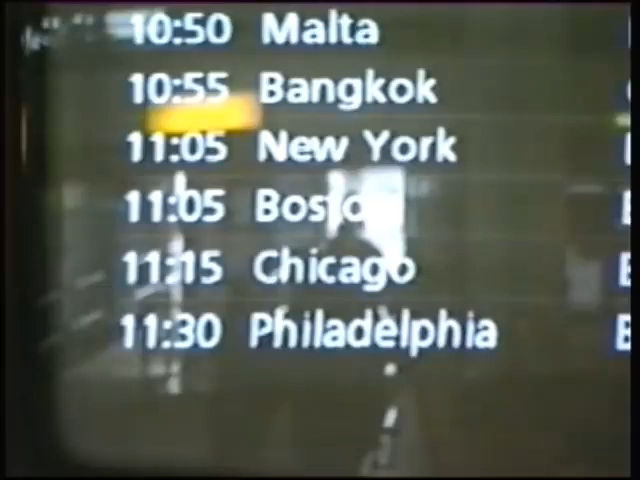 10:50 Malta
10:55 Bangkok
11:05 New York
11:05 Boston
11:15 Chicago
11:30 Philadelphia